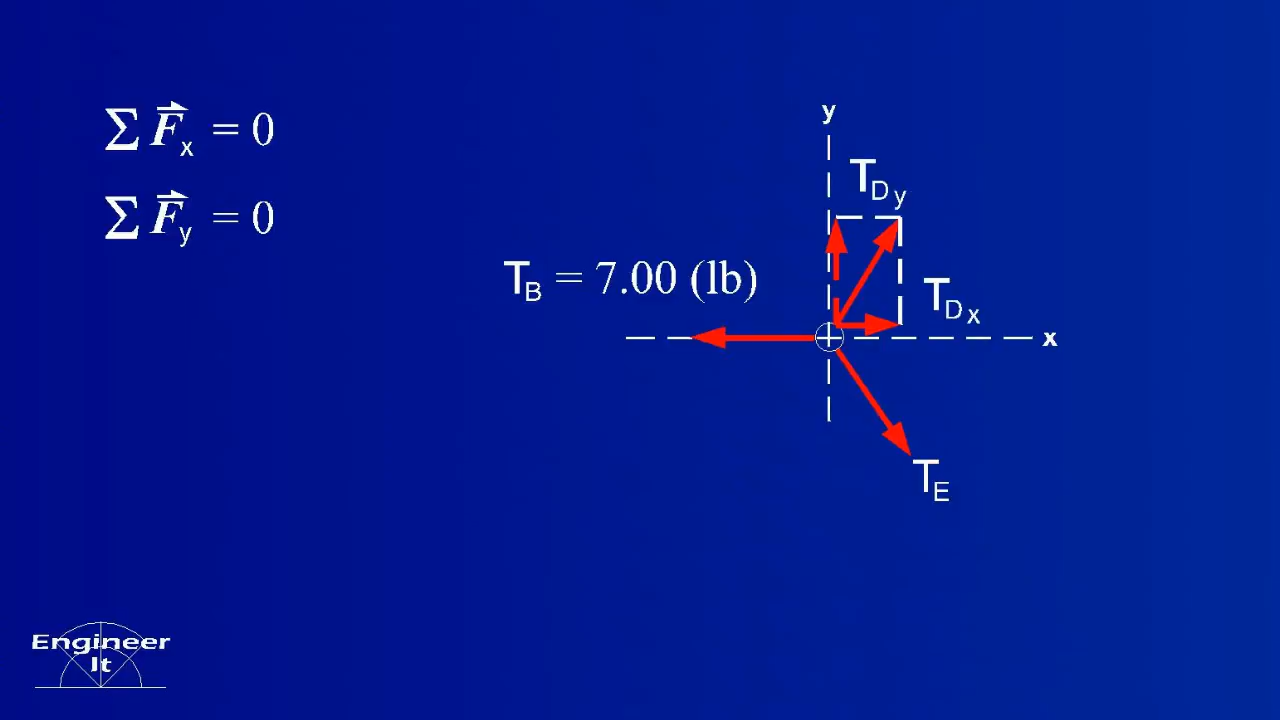 ∑ F⃗x = 0
∑ F⃗y = 0
y
TDy
TB = 7.00 (lb)
TDx
x
TE
Engineer
It